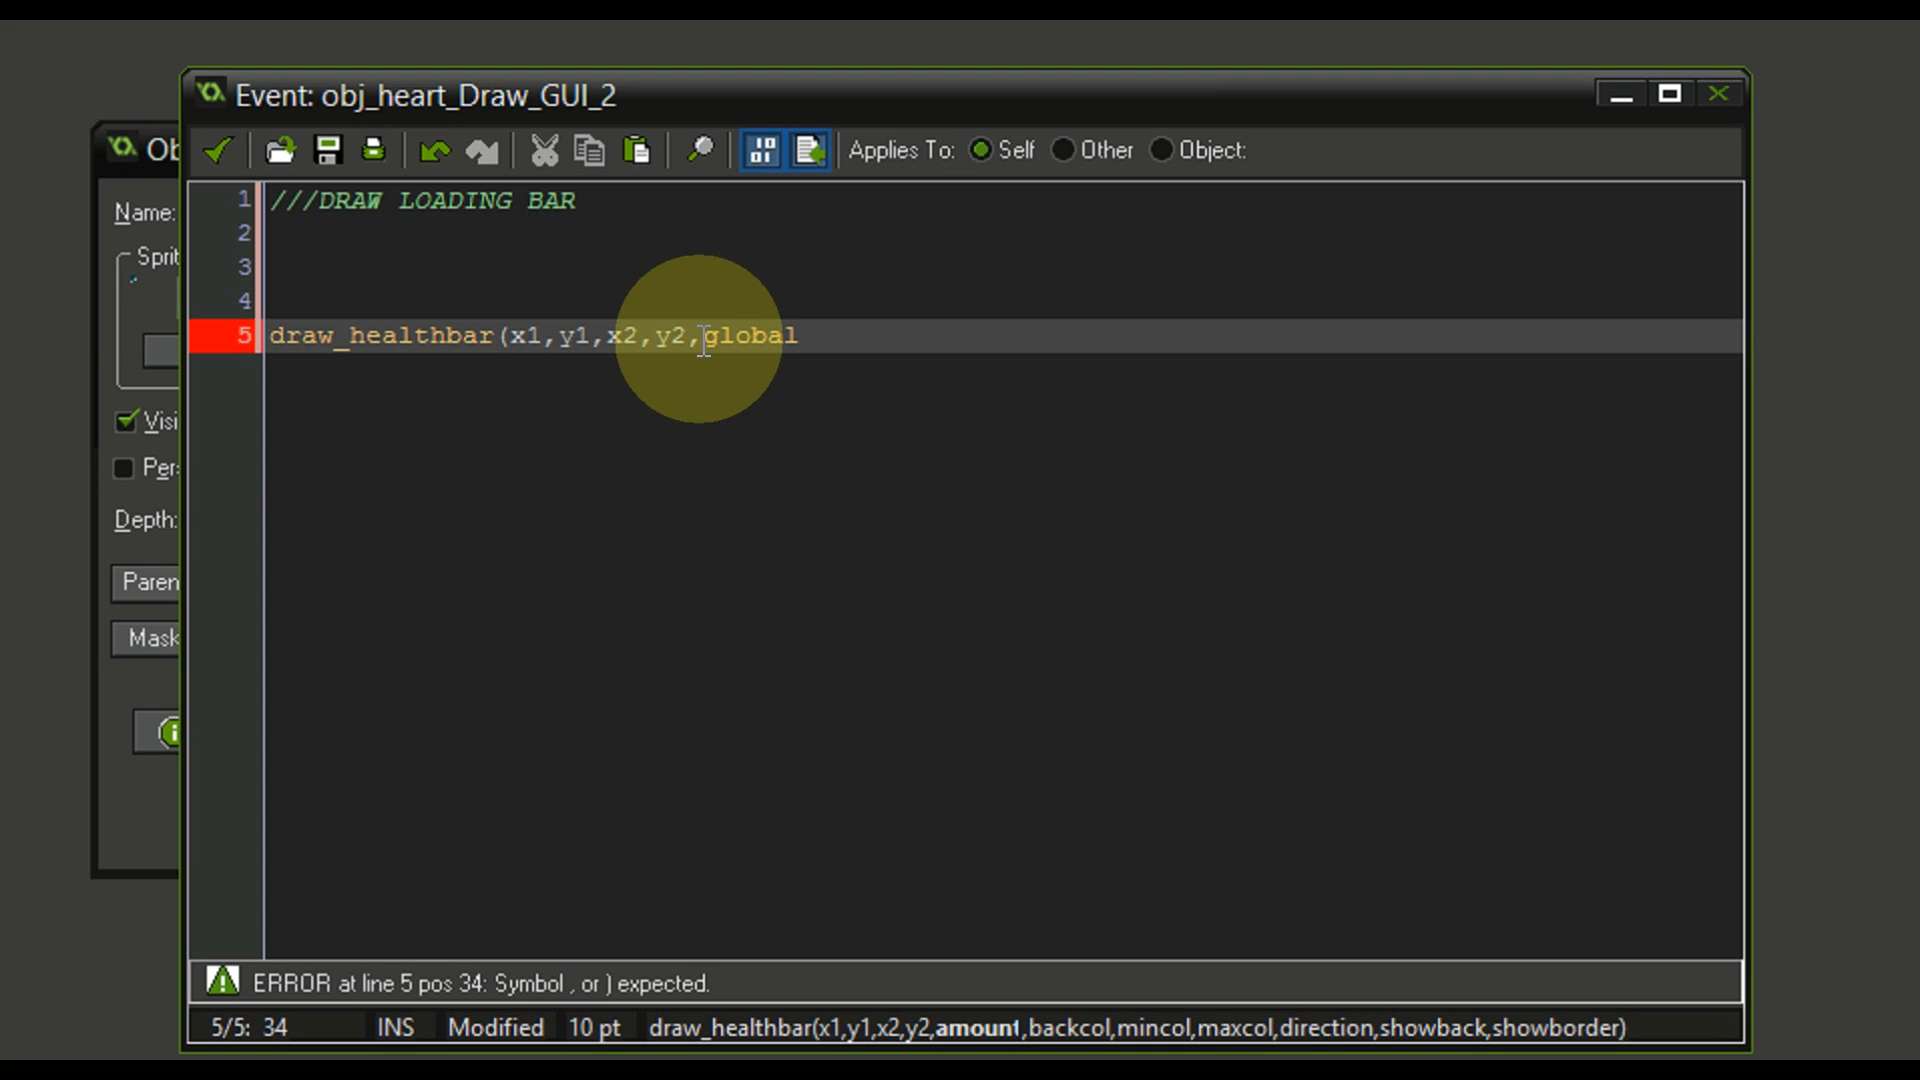 Event: obj_heart_Draw_GUI_2
Ob
Applies To: Self Other Object:
Name:
Sprit
Visi
Per
Depth:
Paren
Mask
1 ///DRAW LOADING BAR
2
3
4
5 draw_healthbar(x1,y1,x2,y2,global
ERROR at line 5 pos 34: Symbol , or ) expected.
5/5: 34 INS Modified 10 pt draw_healthbar(x1,y1,x2,y2,amount,backcol,mincol,maxcol,direction,showback,showborder)